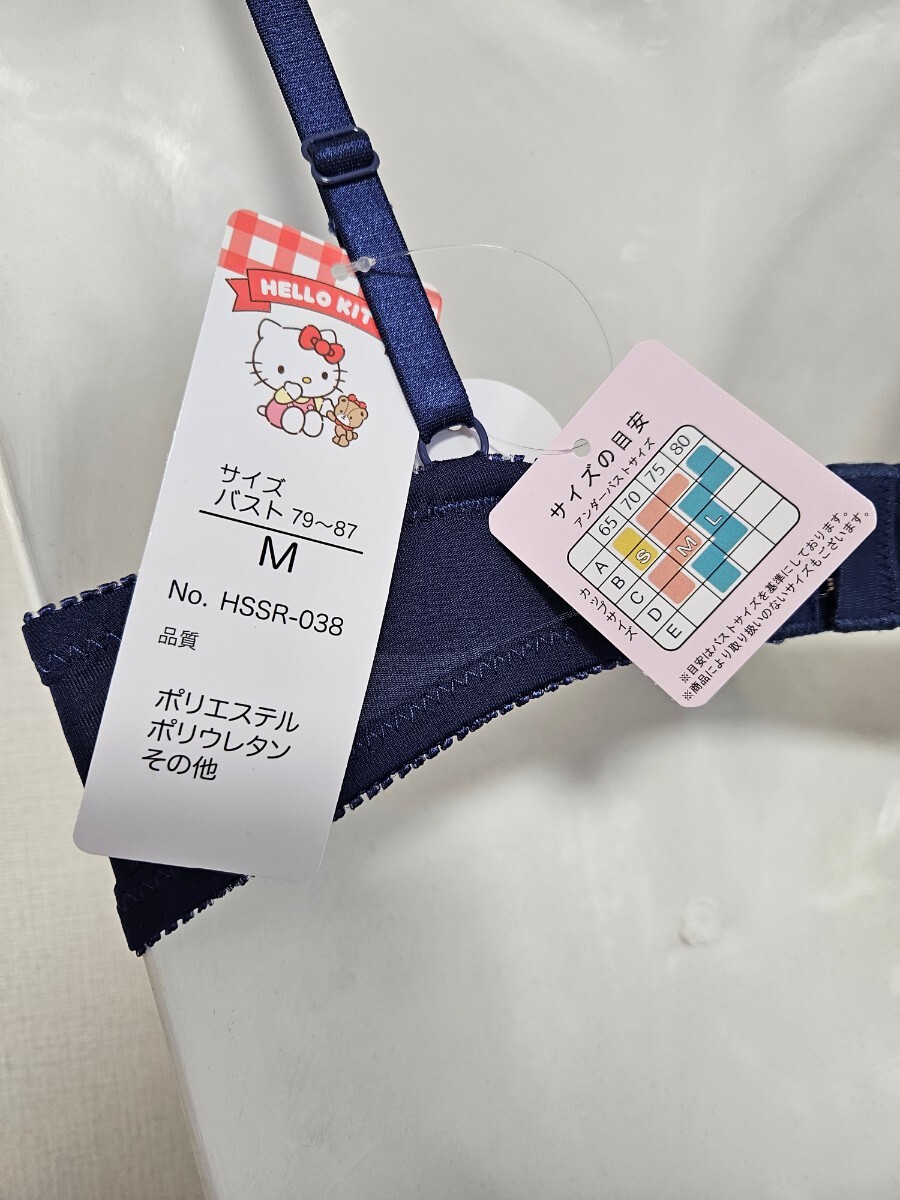 HELLO KIT
サイズ
バスト 79～87
M
No. HSSR-038
品質
ポリエステル
ポリウレタン
その他
サイズの目安
アンダーバストサイズ
65 70 75 80
カップサイズ
A
B
C
D
E
S
M
L
※目安はバストサイズを基準にしております。
※商品により取り扱いのないサイズもございます。